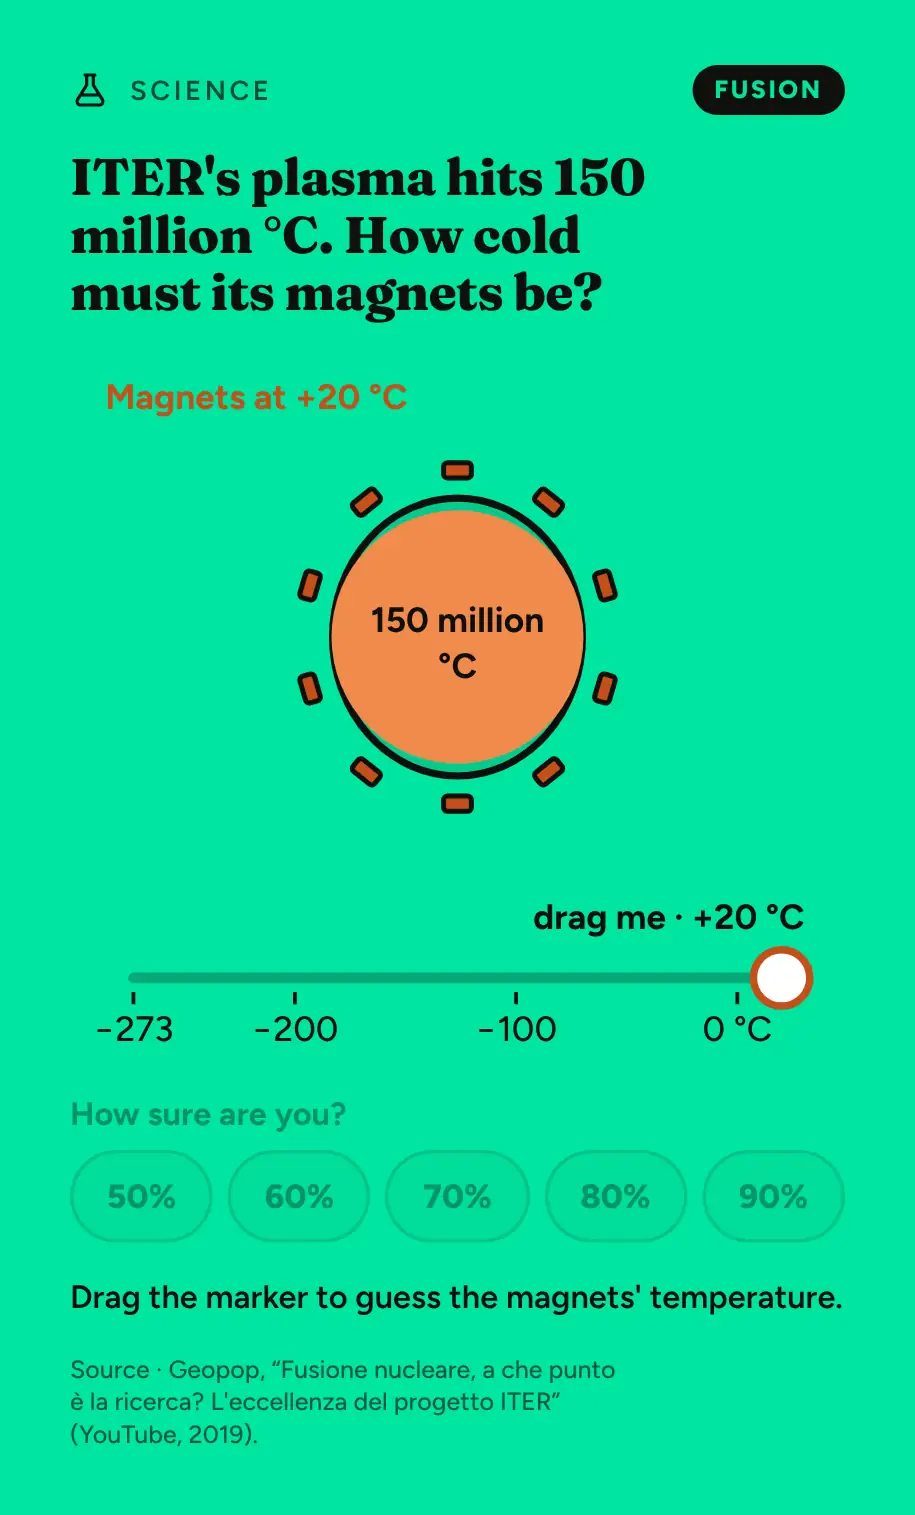 SCIENCE
FUSION
ITER's plasma hits 150
million °C. How cold
must its magnets be?
Magnets at +20 °C
150 million
°C
drag me · +20 °C
−273
−200
−100
0 °C
How sure are you?
50%
60%
70%
80%
90%
Drag the marker to guess the magnets' temperature.
Source · Geopop, “Fusione nucleare, a che punto
è la ricerca? L'eccellenza del progetto ITER”
(YouTube, 2019).